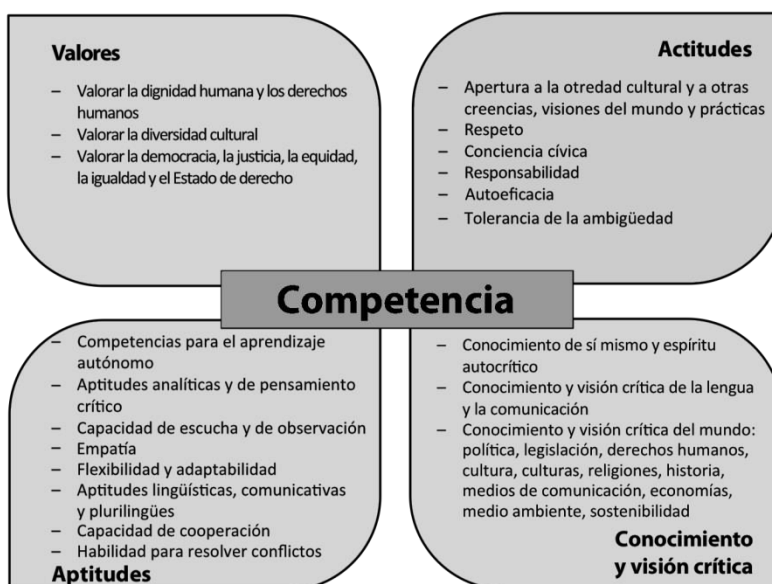 Valores
– Valorar la dignidad humana y los derechos
humanos
– Valorar la diversidad cultural
– Valorar la democracia, la justicia, la equidad,
la igualdad y el Estado de derecho
Actitudes
– Apertura a la otredad cultural y a otras
creencias, visiones del mundo y prácticas
– Respeto
– Conciencia cívica
– Responsabilidad
– Autoeficacia
– Tolerancia de la ambigüedad
Competencia
– Competencias para el aprendizaje
autónomo
– Aptitudes analíticas y de pensamiento
crítico
– Capacidad de escucha y de observación
– Empatía
– Flexibilidad y adaptabilidad
– Aptitudes lingüísticas, comunicativas
y plurilingües
– Capacidad de cooperación
– Habilidad para resolver conflictos
Aptitudes
– Conocimiento de sí mismo y espíritu
autocrítico
– Conocimiento y visión crítica de la lengua
y la comunicación
– Conocimiento y visión crítica del mundo:
política, legislación, derechos humanos,
cultura, culturas, religiones, historia,
medios de comunicación, economías,
medio ambiente, sostenibilidad
Conocimiento
y visión crítica